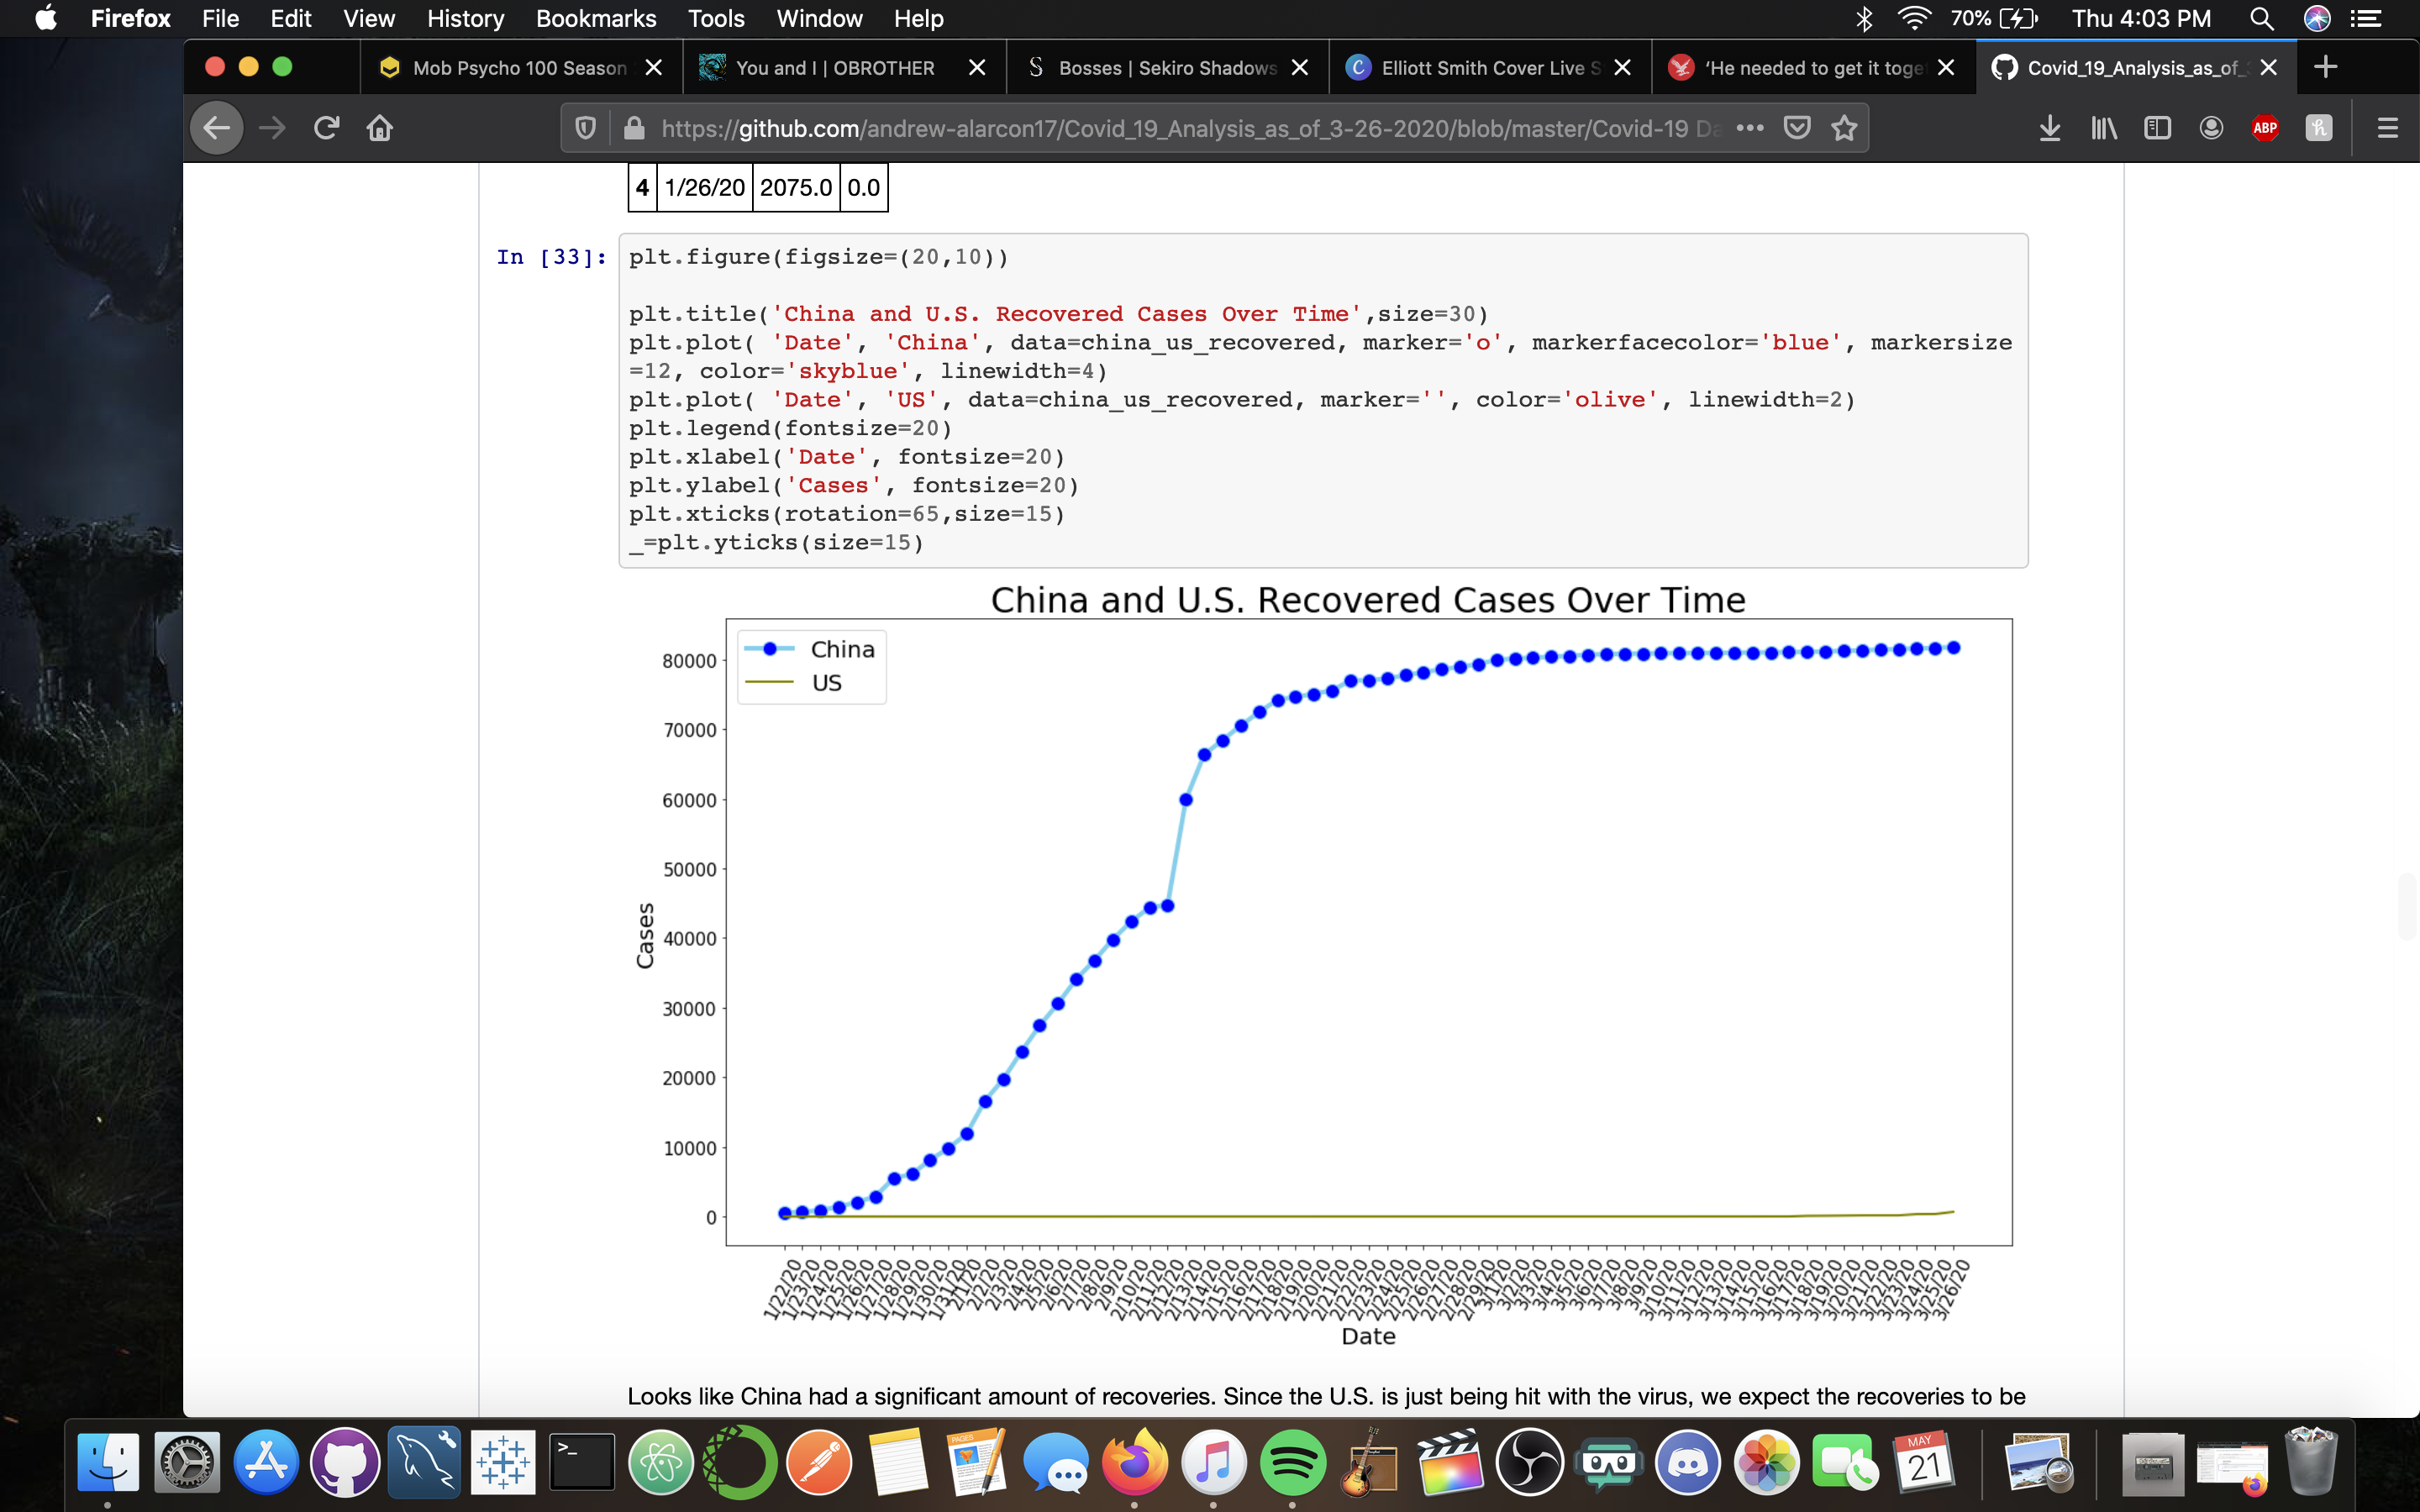 Firefox File Edit View History Bookmarks Tools Window Help 70% Thu 4:03 PM
Mob Psycho 100 Season You and I | OBROTHER S Bosses | Sekiro Shadows C Elliott Smith Cover Live S 'He needed to get it toge Covid_19_Analysis_as_of_
https://github.com/andrew-alarcon17/Covid_19_Analysis_as_of_3-26-2020/blob/master/Covid-19 Da ••• ABP h
4 1/26/20 2075.0 0.0
In [33]:
plt.figure(figsize=(20,10))
plt.title('China and U.S. Recovered Cases Over Time',size=30)
plt.plot( 'Date', 'China', data=china_us_recovered, marker='o', markerfacecolor='blue', markersize
=12, color='skyblue', linewidth=4)
plt.plot( 'Date', 'US', data=china_us_recovered, marker='', color='olive', linewidth=2)
plt.legend(fontsize=20)
plt.xlabel('Date', fontsize=20)
plt.ylabel('Cases', fontsize=20)
plt.xticks(rotation=65,size=15)
_=plt.yticks(size=15)
China and U.S. Recovered Cases Over Time
China
US
80000
70000
60000
50000
40000
30000
20000
10000
0
Cases
1/22/20 1/23/20 1/24/20 1/25/20 1/26/20 1/27/20 1/28/20 1/29/20 1/30/20 1/31/20 2/1/20 2/2/20 2/3/20 2/4/20 2/5/20 2/6/20 2/7/20 2/8/20 2/9/20 2/10/20 2/11/20 2/12/20 2/13/20 2/14/20 2/15/20 2/16/20 2/17/20 2/18/20 2/19/20 2/20/20 2/21/20 2/22/20 2/23/20 2/24/20 2/25/20 2/26/20 2/27/20 2/28/20 2/29/20 3/1/20 3/2/20 3/3/20 3/4/20 3/5/20 3/6/20 3/7/20 3/8/20 3/9/20 3/10/20 3/11/20 3/12/20 3/13/20 3/14/20 3/15/20 3/16/20 3/17/20 3/18/20 3/19/20 3/20/20 3/21/20 3/22/20 3/23/20 3/24/20 3/25/20 3/26/20
Date
Looks like China had a significant amount of recoveries. Since the U.S. is just being hit with the virus, we expect the recoveries to be
>_
PAGES
MAY
21